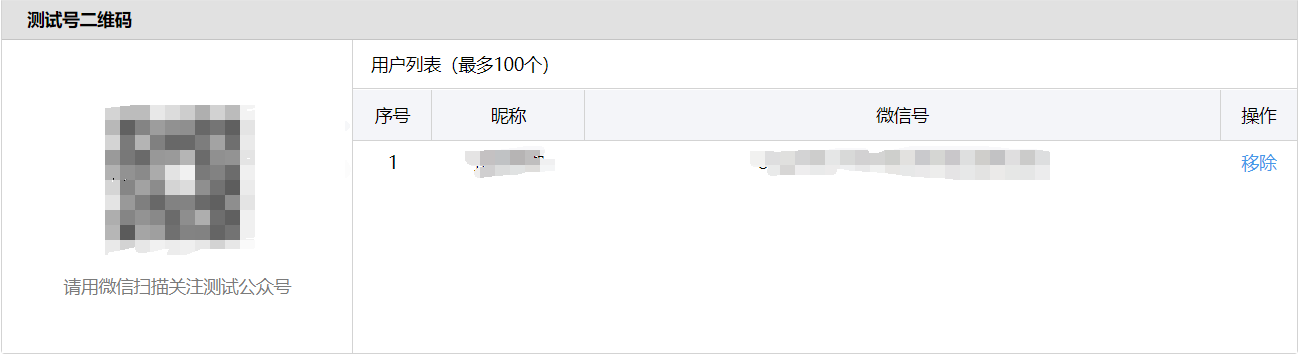 测试号二维码
请用微信扫描关注测试公众号
用户列表（最多100个）
序号 昵称 微信号 操作
1 移除